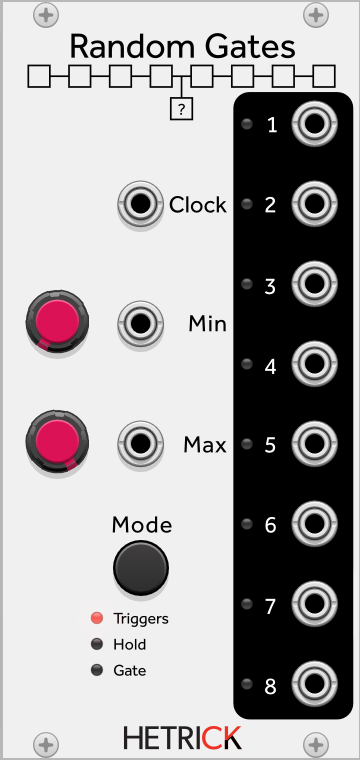 Random Gates
?
1
Clock
2
3
Min
4
Max
5
Mode
6
Triggers
7
Hold
Gate
8
HETRICK